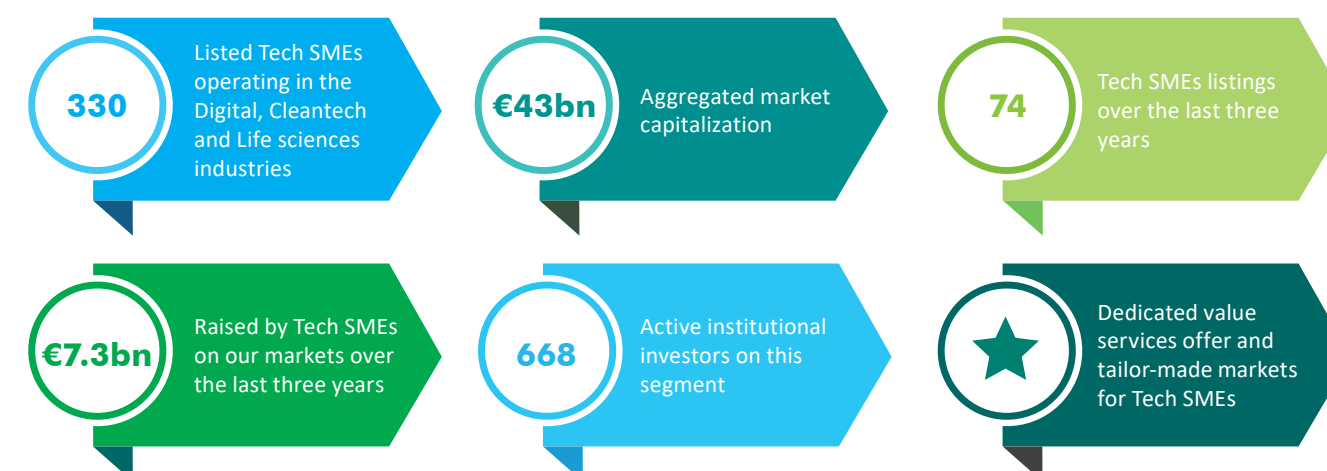 330
Listed Tech SMEs
operating in the
Digital, Cleantech
and Life sciences
industries
€43bn
Aggregated market
capitalization
74
Tech SMEs listings
over the last three
years
€7.3bn
Raised by Tech SMEs
on our markets over
the last three years
668
Active institutional
investors on this
segment
Dedicated value
services offer and
tailor-made markets
for Tech SMEs